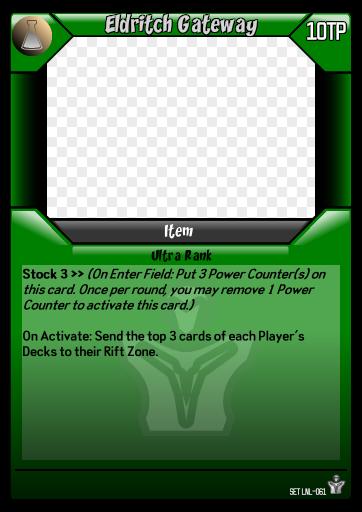 Eldritch Gateway
10TP
Item
Ultra Rank
Stock 3 >> (On Enter Field: Put 3 Power Counter(s) on
this card. Once per round, you may remove 1 Power
Counter to activate this card.)
On Activate: Send the top 3 cards of each Player's
Decks to their Rift Zone.
SET LNL-061